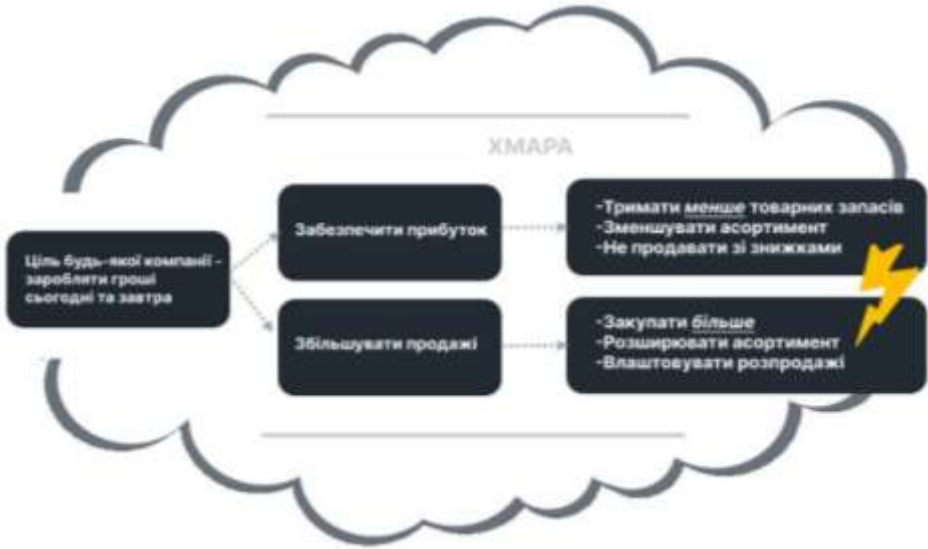 ХМАРА
Ціль будь-якої компанії -
заробляти гроші
сьогодні та завтра
Забезпечити прибуток
-Тримати менше товарних запасів
-Зменшувати асортимент
-Не продавати зі знижками
Збільшувати продажі
-Закупати більше
-Розширювати асортимент
-Влаштовувати розпродажі